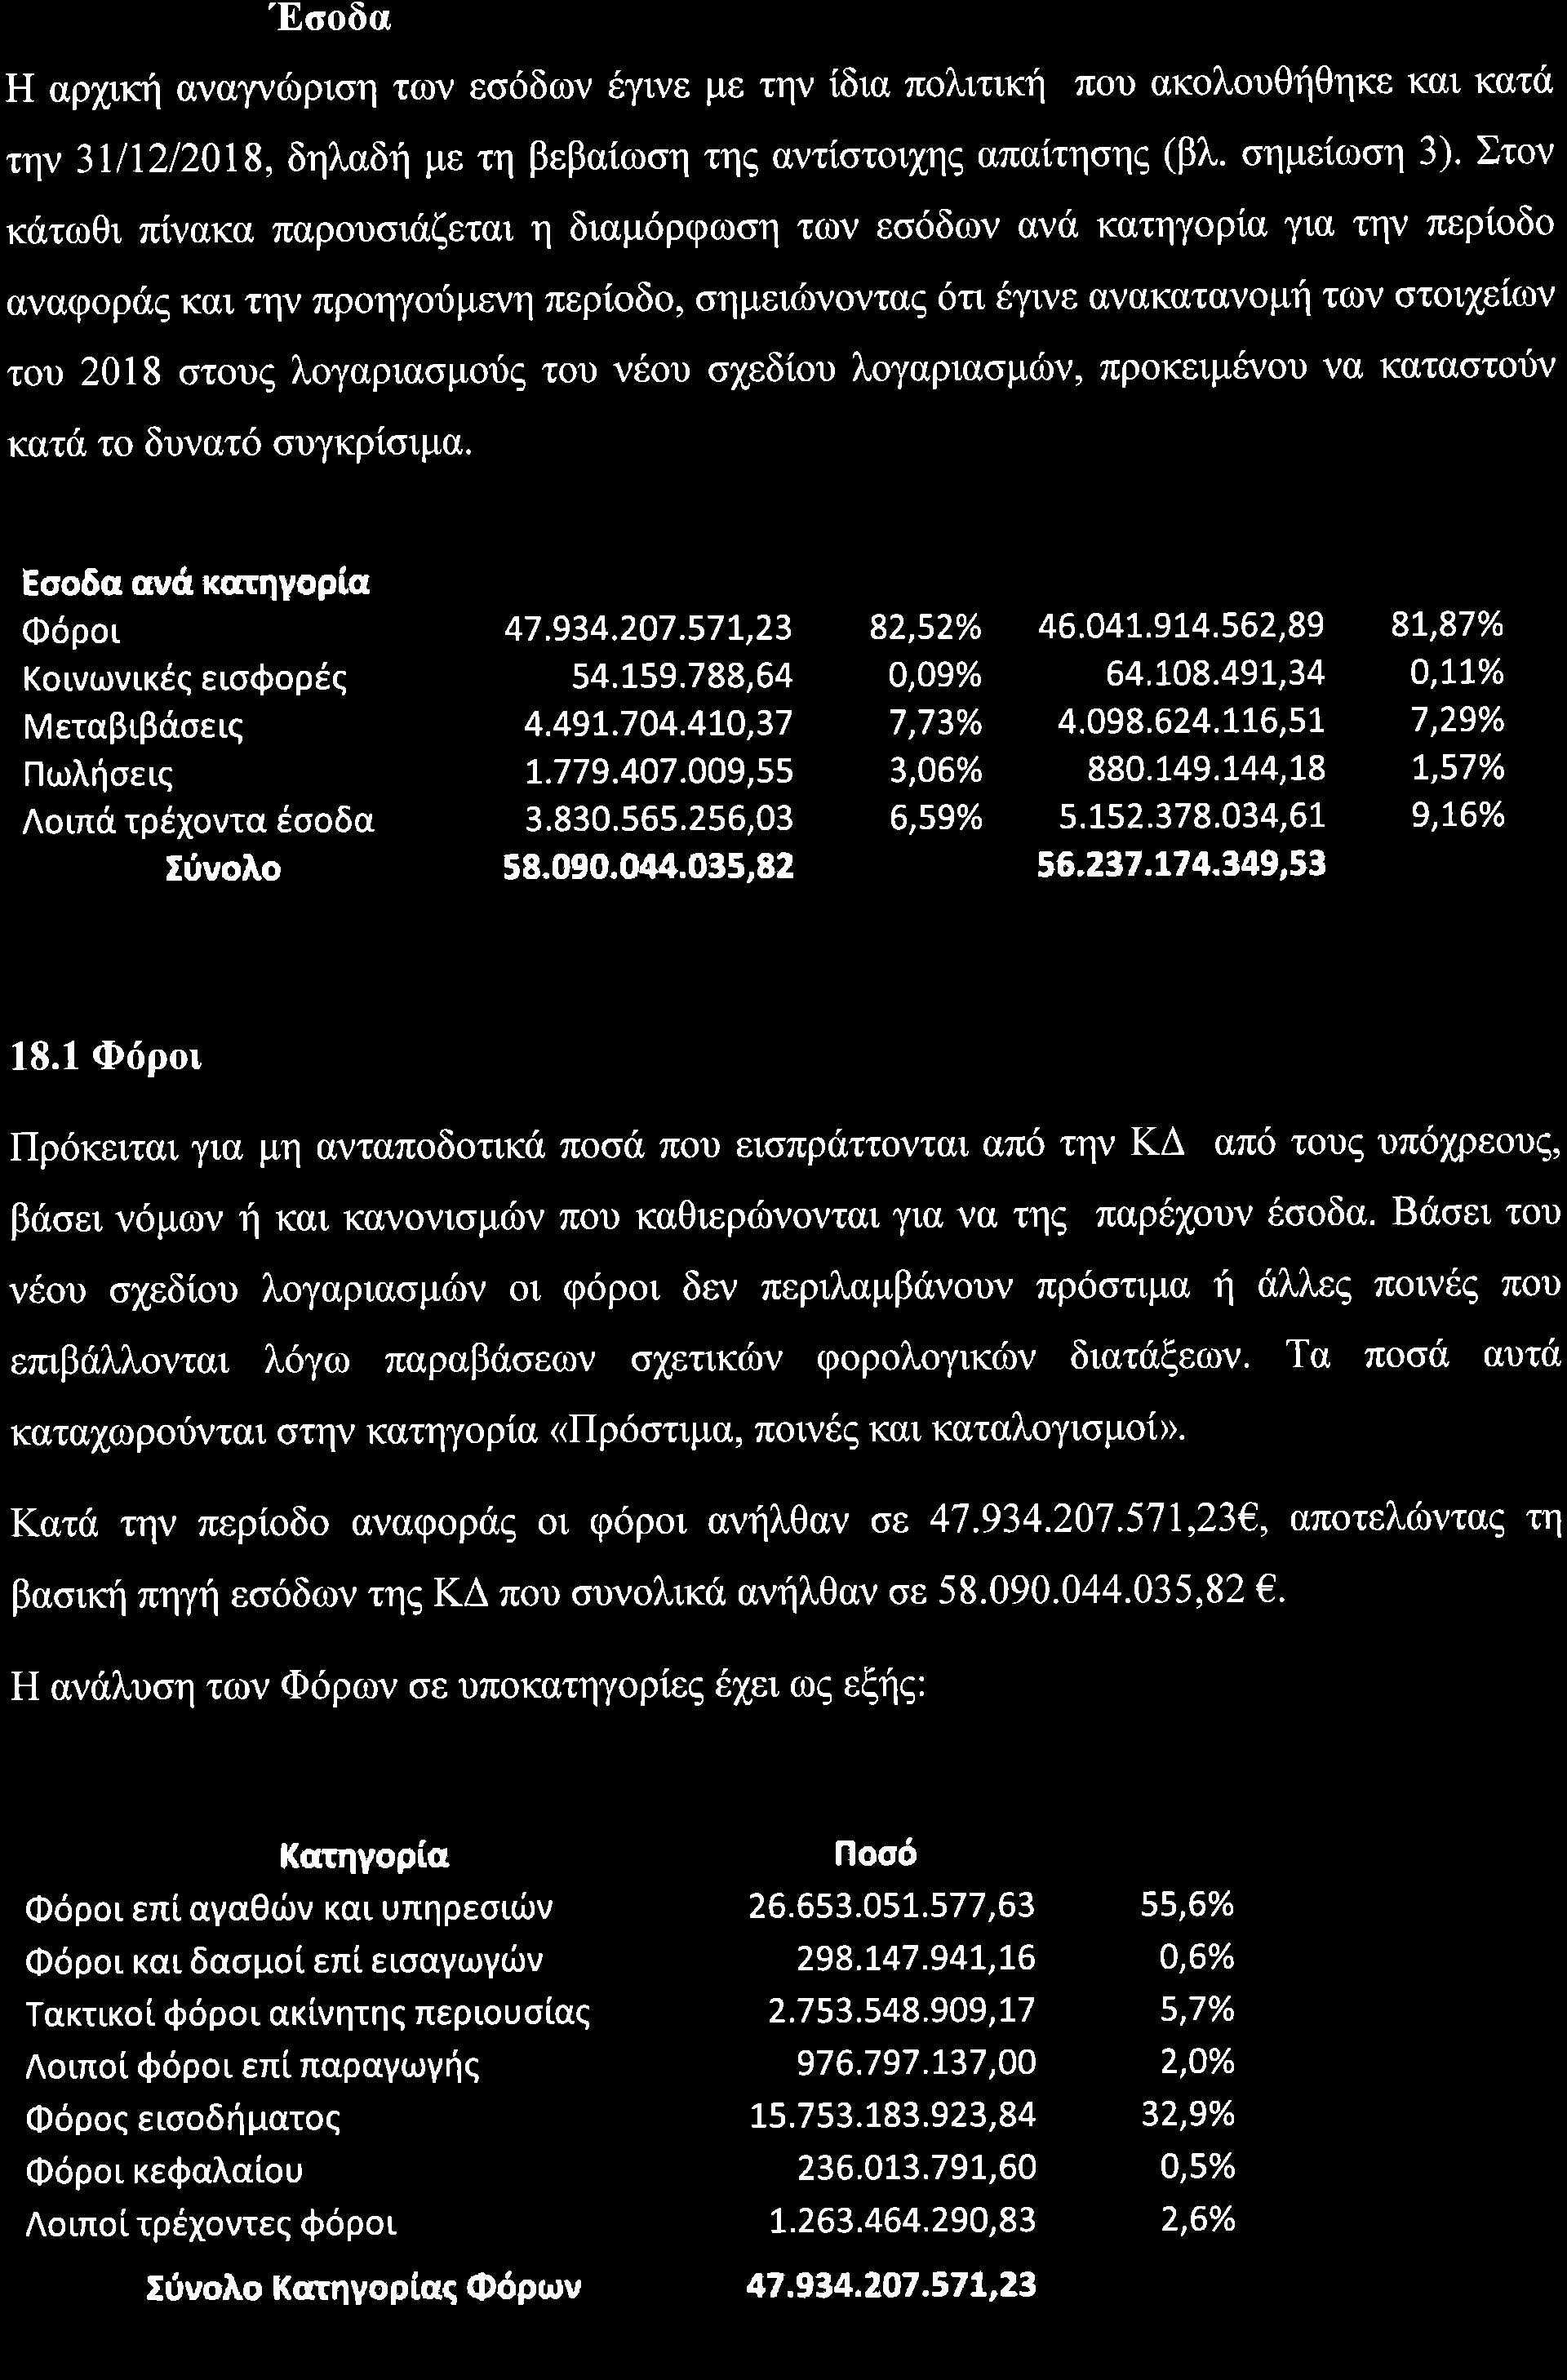 Έσοδα
Η αρχική αναγνώριση των εσόδων έγινε με την ίδια πολιτική που ακολουθήθηκε και κατά
την 31/12/2018, δηλαδή με τη βεβαίωση της αντίστοιχης απαίτησης (βλ. σημείωση 3). Στον
κάτωθι πίνακα παρουσιάζεται η διαμόρφωση των εσόδων ανά κατηγορία για την περίοδο
αναφοράς και την προηγούμενη περίοδο, σημειώνοντας ότι έγινε ανακατανομή των στοιχείων
του 2018 στους λογαριασμούς του νέου σχεδίου λογαριασμών, προκειμένου να καταστούν
κατά το δυνατό συγκρίσιμα.
Έσοδα ανά κατηγορία
Φόροι 47.934.207.571,23 82,52% 46.041.914.562,89 81,87%
Κοινωνικές εισφορές 54.159.788,64 0,09% 64.108.491,34 0,11%
Μεταβιβάσεις 4.491.704.410,37 7,73% 4.098.624.116,51 7,29%
Πωλήσεις 1.779.407.009,55 3,06% 880.149.144,18 1,57%
Λοιπά τρέχοντα έσοδα 3.830.565.256,03 6,59% 5.152.378.034,61 9,16%
Σύνολο 58.090.044.035,82 56.237.174.349,53
18.1 Φόροι
Πρόκειται για μη ανταποδοτικά ποσά που εισπράττονται από την ΚΔ από τους υπόχρεους,
βάσει νόμων ή και κανονισμών που καθιερώνονται για να της παρέχουν έσοδα. Βάσει του
νέου σχεδίου λογαριασμών οι φόροι δεν περιλαμβάνουν πρόστιμα ή άλλες ποινές που
επιβάλλονται λόγω παραβάσεων σχετικών φορολογικών διατάξεων. Τα ποσά αυτά
καταχωρούνται στην κατηγορία «Πρόστιμα, ποινές και καταλογισμοί».
Κατά την περίοδο αναφοράς οι φόροι ανήλθαν σε 47.934.207.571,23€, αποτελώντας τη
βασική πηγή εσόδων της ΚΔ που συνολικά ανήλθαν σε 58.090.044.035,82 €.
Η ανάλυση των Φόρων σε υποκατηγορίες έχει ως εξής:
Κατηγορία Ποσό
Φόροι επί αγαθών και υπηρεσιών 26.653.051.577,63 55,6%
Φόροι και δασμοί επί εισαγωγών 298.147.941,16 0,6%
Τακτικοί φόροι ακίνητης περιουσίας 2.753.548.909,17 5,7%
Λοιποί φόροι επί παραγωγής 976.797.137,00 2,0%
Φόρος εισοδήματος 15.753.183.923,84 32,9%
Φόροι κεφαλαίου 236.013.791,60 0,5%
Λοιποί τρέχοντες φόροι 1.263.464.290,83 2,6%
Σύνολο Κατηγορίας Φόρων 47.934.207.571,23